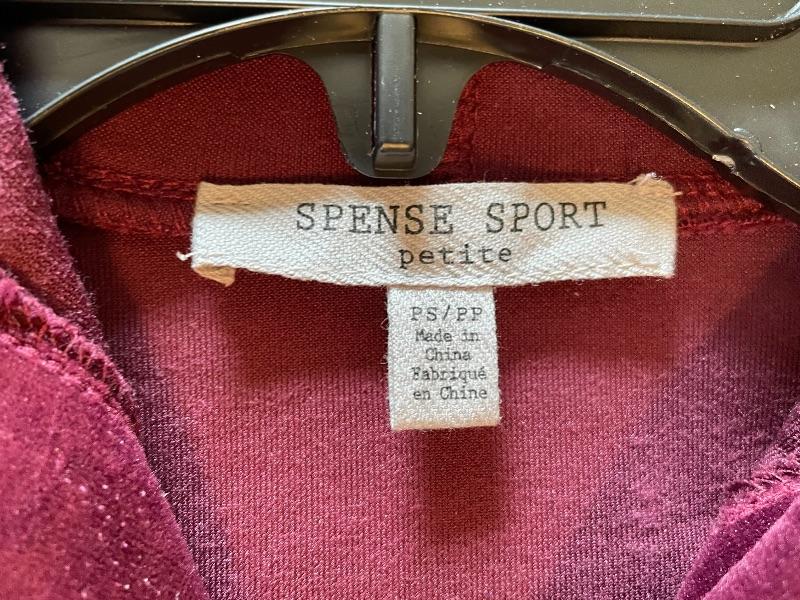 SPENSE SPORT
petite
PS/PP
Made in
China
Fabriqué
en Chine